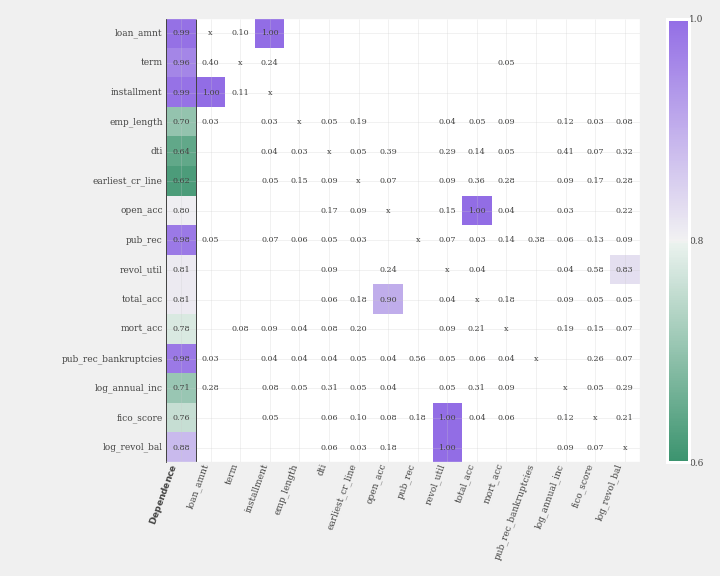 loan_amnt 0.99 x 0.10 1.00
term 0.96 0.40 x 0.24 0.05
installment 0.99 1.00 0.11 x
emp_length 0.70 0.03 0.03 x 0.05 0.19 0.04 0.05 0.09 0.12 0.03 0.08
dti 0.64 0.04 0.03 x 0.05 0.39 0.29 0.14 0.05 0.41 0.07 0.32
earliest_cr_line 0.62 0.05 0.15 0.09 x 0.07 0.09 0.36 0.28 0.09 0.17 0.28
open_acc 0.80 0.17 0.09 x 0.15 1.00 0.04 0.03 0.22
pub_rec 0.98 0.05 0.07 0.06 0.05 0.03 x 0.07 0.03 0.14 0.38 0.06 0.13 0.09
revol_util 0.81 0.09 0.24 x 0.04 0.04 0.58 0.83
total_acc 0.81 0.06 0.18 0.90 0.04 x 0.18 0.09 0.05 0.05
mort_acc 0.78 0.08 0.09 0.04 0.08 0.20 0.09 0.21 x 0.19 0.15 0.07
pub_rec_bankruptcies 0.98 0.03 0.04 0.04 0.04 0.05 0.04 0.56 0.05 0.06 0.04 x 0.26 0.07
log_annual_inc 0.71 0.28 0.08 0.05 0.31 0.05 0.04 0.05 0.31 0.09 x 0.05 0.29
fico_score 0.76 0.05 0.06 0.10 0.08 0.18 1.00 0.04 0.06 0.12 x 0.21
log_revol_bal 0.88 0.06 0.03 0.18 1.00 0.09 0.07 x
Dependence loan_amnt term installment emp_length dti earliest_cr_line open_acc pub_rec revol_util total_acc mort_acc pub_rec_bankruptcies log_annual_inc fico_score log_revol_bal
1.0
0.8
0.6